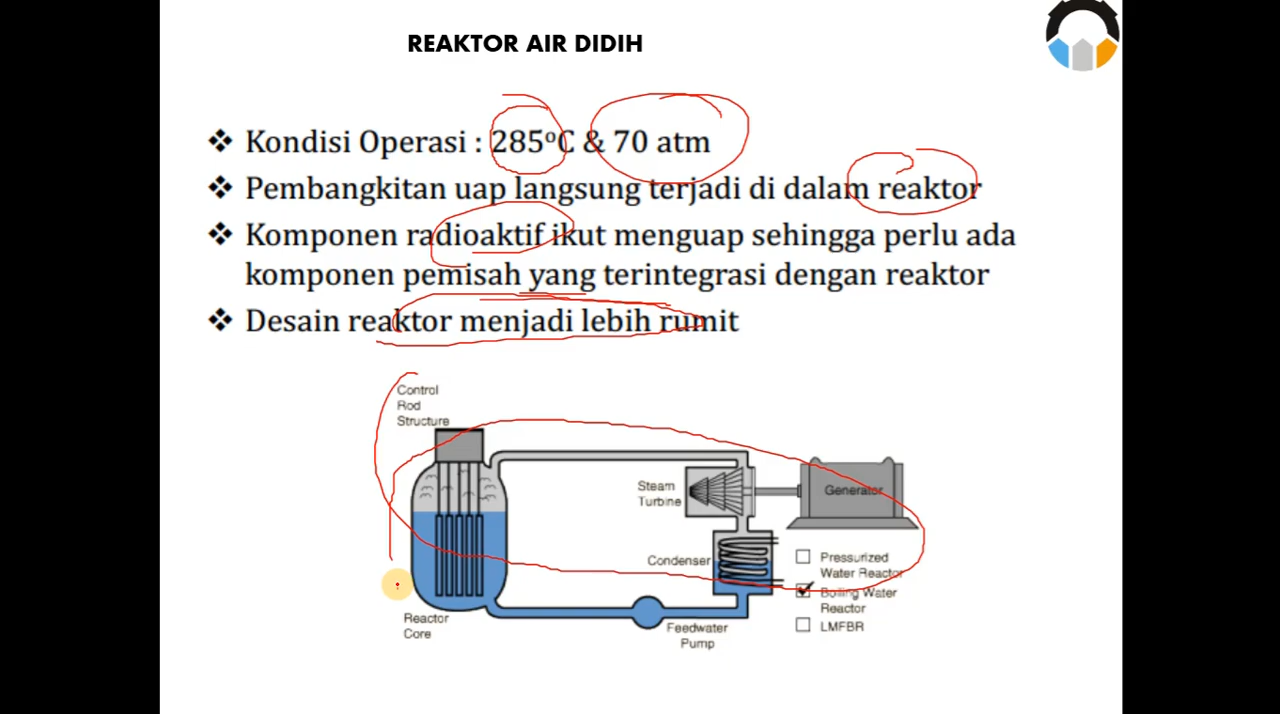 REAKTOR AIR DIDIH
❖ Kondisi Operasi : 285°C & 70 atm
❖ Pembangkitan uap langsung terjadi di dalam reaktor
❖ Komponen radioaktif ikut menguap sehingga perlu ada
komponen pemisah yang terintegrasi dengan reaktor
❖ Desain reaktor menjadi lebih rumit
Control
Rod
Structure
Steam
Turbine
Generator
Condenser
Pressurized
Water Reactor
Boiling Water
Reactor
LMFBR
Reactor
Core
Feedwater
Pump